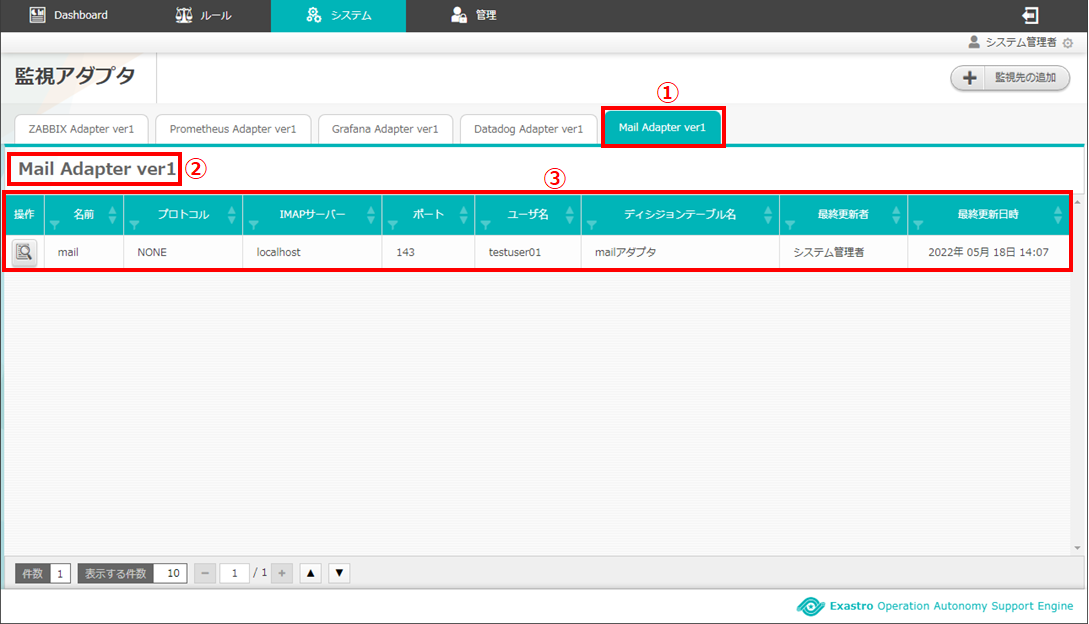 Dashboard ルール システム 管理
システム管理者
監視アダプタ
監視先の追加
①
ZABBIX Adapter ver1 Prometheus Adapter ver1 Grafana Adapter ver1 Datadog Adapter ver1 Mail Adapter ver1
Mail Adapter ver1 ②
③
操作 名前 プロトコル IMAPサーバー ポート ユーザ名 ディシジョンテーブル名 最終更新者 最終更新日時
mail NONE localhost 143 testuser01 mailアダプタ システム管理者 2022年 05月 18日 14:07
件数 1 表示する件数 10 － 1 / 1 + ▲ ▼
Exastro Operation Autonomy Support Engine